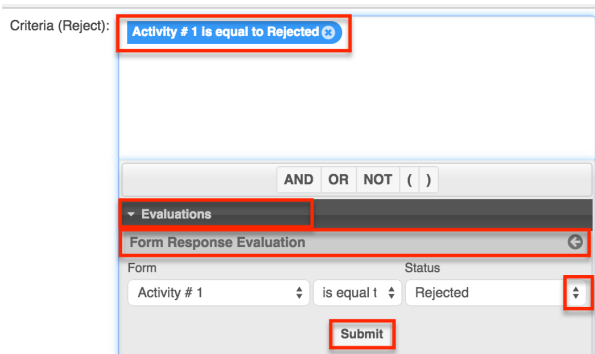 Criteria (Reject):
Activity # 1 is equal to Rejected
AND OR NOT ( )
Evaluations
Form Response Evaluation
Form Status
Activity # 1 is equal t Rejected
Submit